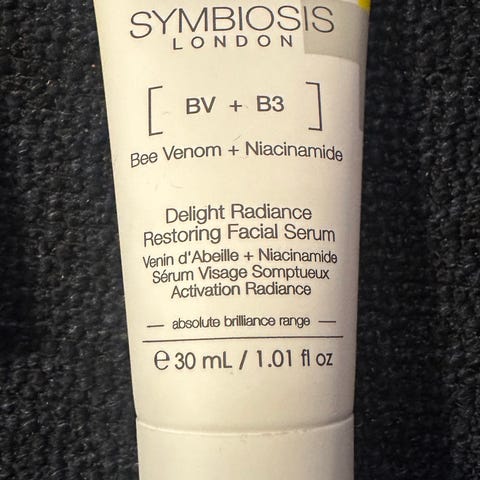 SYMBIOSIS
LONDON
[ BV + B3 ]
Bee Venom + Niacinamide
Delight Radiance
Restoring Facial Serum
Venin d'Abeille + Niacinamide
Sérum Visage Somptueux
Activation Radiance
— absolute brilliance range —
℮ 30 mL / 1.01 fl oz